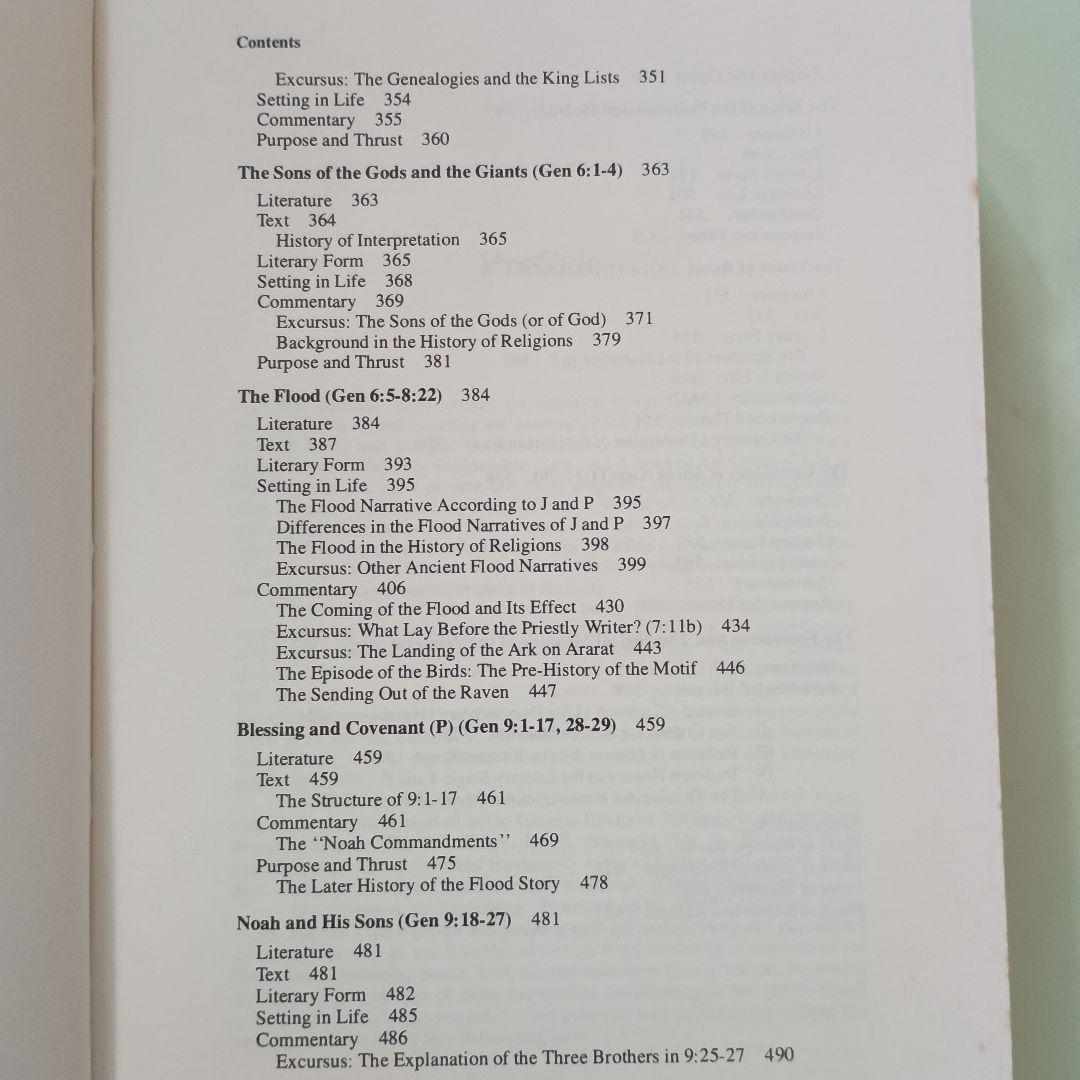 Contents
Excursus: The Genealogies and the King Lists 351
Setting in Life 354
Commentary 355
Purpose and Thrust 360
The Sons of the Gods and the Giants (Gen 6:1-4) 363
Literature 363
Text 364
History of Interpretation 365
Literary Form 365
Setting in Life 368
Commentary 369
Excursus: The Sons of the Gods (or of God) 371
Background in the History of Religions 379
Purpose and Thrust 381
The Flood (Gen 6:5-8:22) 384
Literature 384
Text 387
Literary Form 393
Setting in Life 395
The Flood Narrative According to J and P 395
Differences in the Flood Narratives of J and P 397
The Flood in the History of Religions 398
Excursus: Other Ancient Flood Narratives 399
Commentary 406
The Coming of the Flood and Its Effect 430
Excursus: What Lay Before the Priestly Writer? (7:11b) 434
Excursus: The Landing of the Ark on Ararat 443
The Episode of the Birds: The Pre-History of the Motif 446
The Sending Out of the Raven 447
Blessing and Covenant (P) (Gen 9:1-17, 28-29) 459
Literature 459
Text 459
The Structure of 9:1-17 461
Commentary 461
The “Noah Commandments” 469
Purpose and Thrust 475
The Later History of the Flood Story 478
Noah and His Sons (Gen 9:18-27) 481
Literature 481
Text 481
Literary Form 482
Setting in Life 485
Commentary 486
Excursus: The Explanation of the Three Brothers in 9:25-27 490